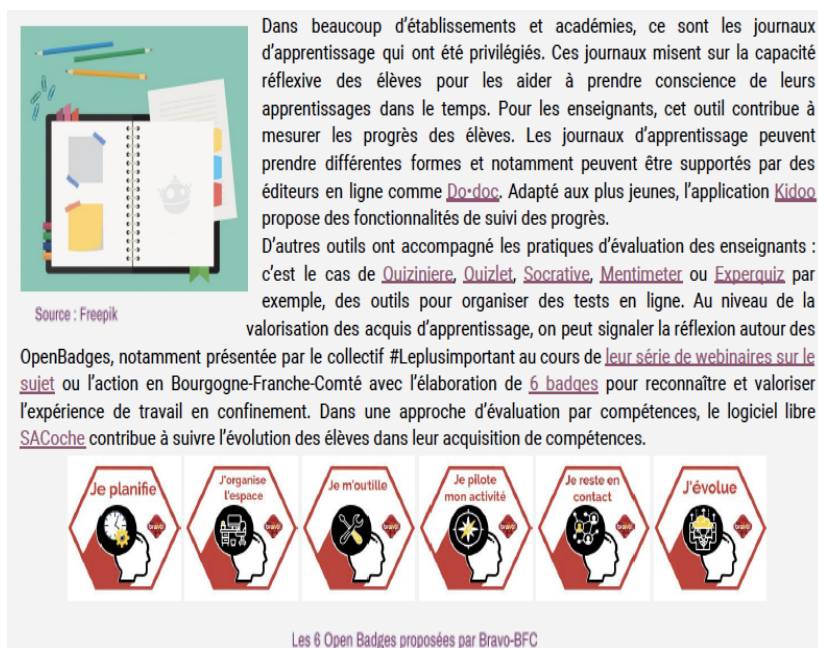 Dans beaucoup d’établissements et académies, ce sont les journaux
d’apprentissage qui ont été privilégiés. Ces journaux misent sur la capacité
réflexive des élèves pour les aider à prendre conscience de leurs
apprentissages dans le temps. Pour les enseignants, cet outil contribue à
mesurer les progrès des élèves. Les journaux d’apprentissage peuvent
prendre différentes formes et notamment peuvent être supportés par des
éditeurs en ligne comme Do•doc. Adapté aux plus jeunes, l’application Kidoo
propose des fonctionnalités de suivi des progrès.
D’autres outils ont accompagné les pratiques d’évaluation des enseignants :
c’est le cas de Quiziniere, Quizlet, Socrative, Mentimeter ou Experquiz par
exemple, des outils pour organiser des tests en ligne. Au niveau de la
Source : Freepik
valorisation des acquis d’apprentissage, on peut signaler la réflexion autour des
OpenBadges, notamment présentée par le collectif #Leplusimportant au cours de leur série de webinaires sur le
sujet ou l’action en Bourgogne-Franche-Comté avec l’élaboration de 6 badges pour reconnaître et valoriser
l’expérience de travail en confinement. Dans une approche d’évaluation par compétences, le logiciel libre
SACoche contribue à suivre l’évolution des élèves dans leur acquisition de compétences.
Je planifie
bravo!
J'organise
l'espace
bravo!
Je m'outille
bravo!
Je pilote
mon activité
bravo!
Je reste en
contact
bravo!
J'évolue
bravo!
Les 6 Open Badges proposées par Bravo-BFC